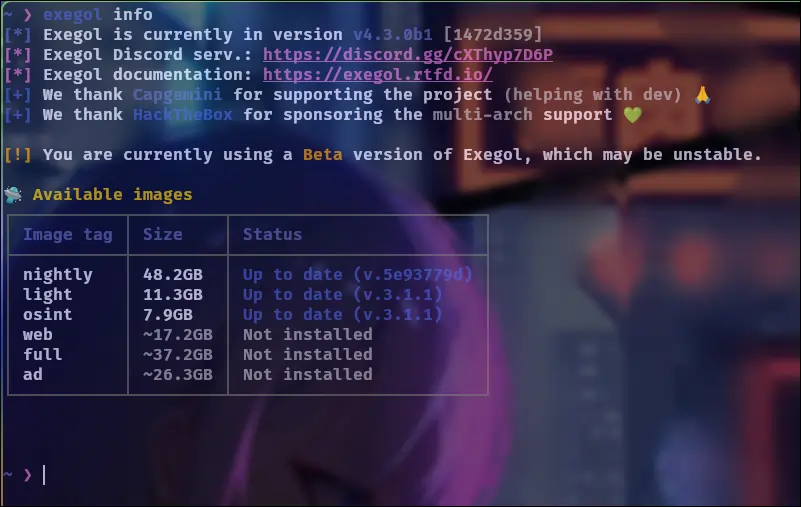 ~ ❯ exegol info
[*] Exegol is currently in version v4.3.0b1 [1472d359]
[*] Exegol Discord serv.: https://discord.gg/cXThyp7D6P
[*] Exegol documentation: https://exegol.rtfd.io/
[+] We thank Capgemini for supporting the project (helping with dev) 🙏
[+] We thank HackTheBox for sponsoring the multi-arch support 💚
[!] You are currently using a Beta version of Exegol, which may be unstable.
🛸 Available images
Image tag Size Status
nightly 48.2GB Up to date (v.5e93779d)
light 11.3GB Up to date (v.3.1.1)
osint 7.9GB Up to date (v.3.1.1)
web ~17.2GB Not installed
full ~37.2GB Not installed
ad ~26.3GB Not installed
~ ❯